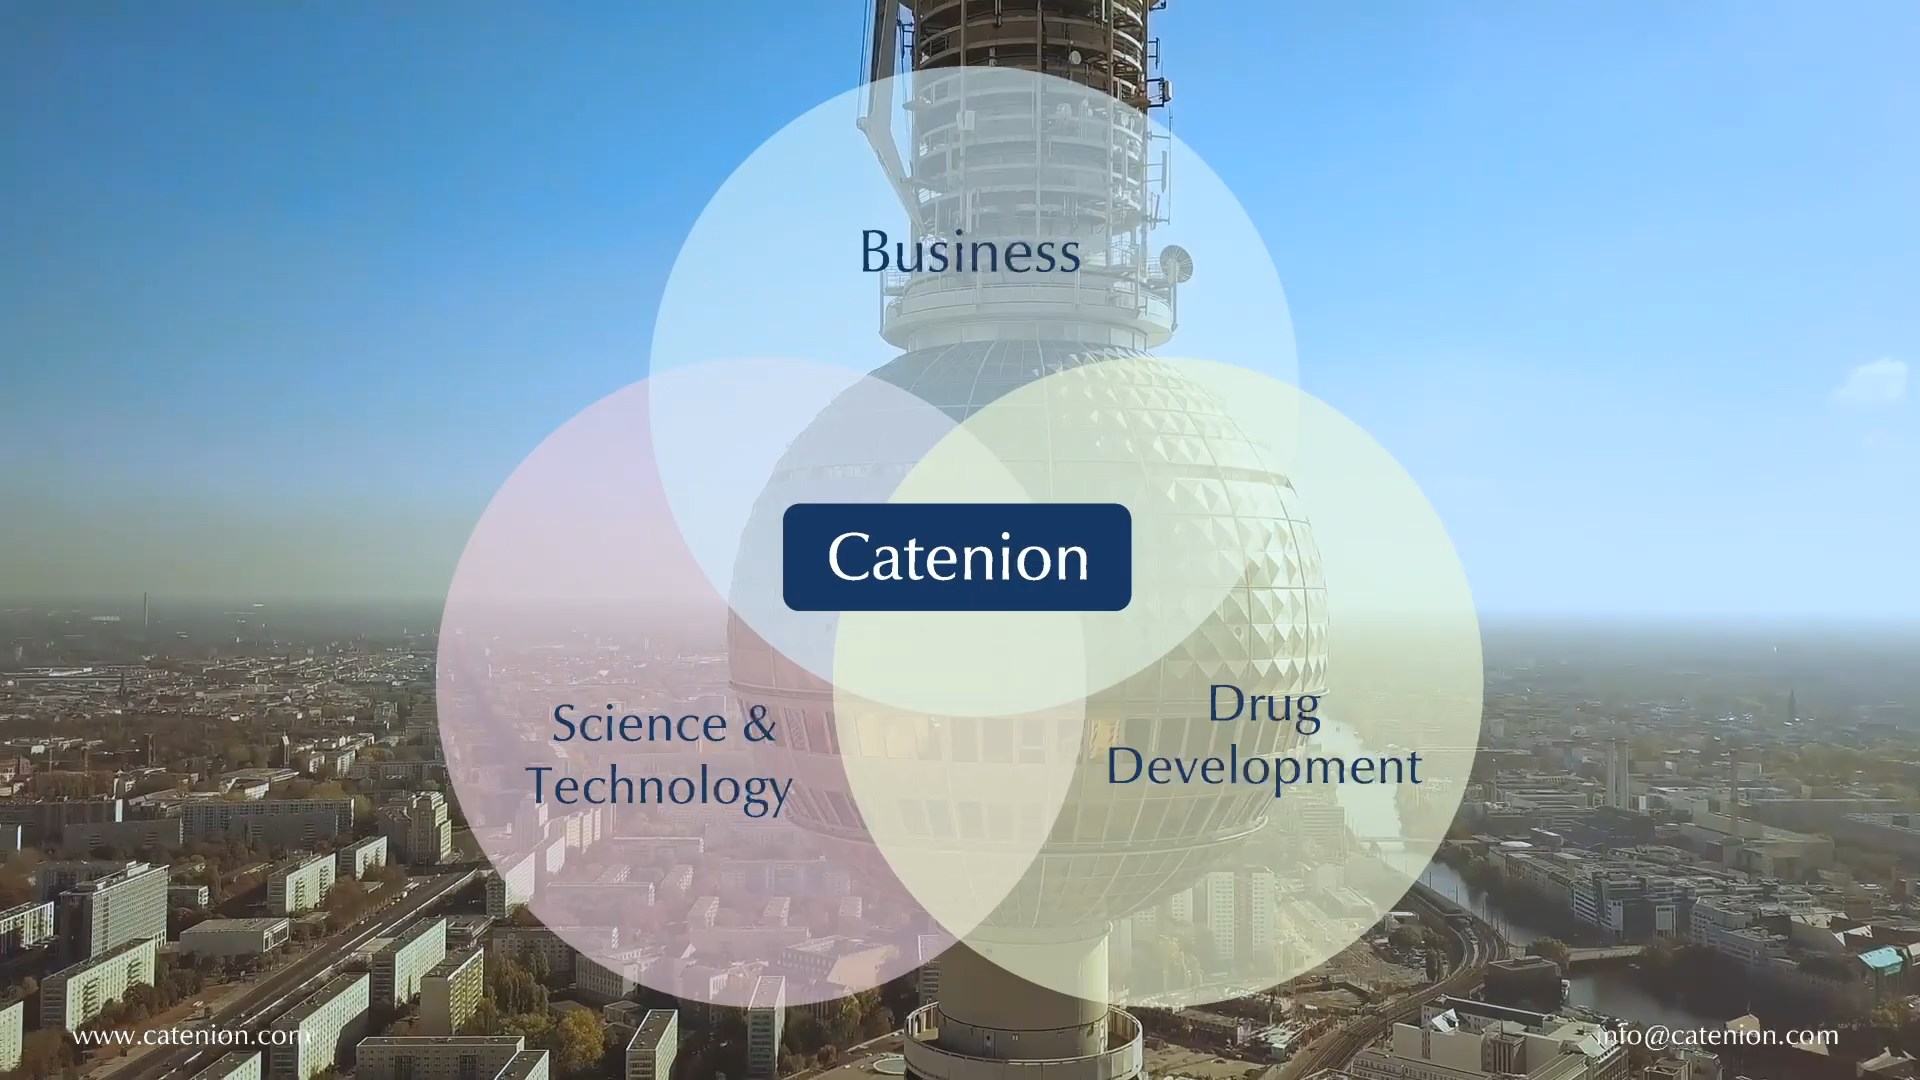 Business
Catenion
Science &
Technology
Drug
Development
www.catenion.com
info@catenion.com